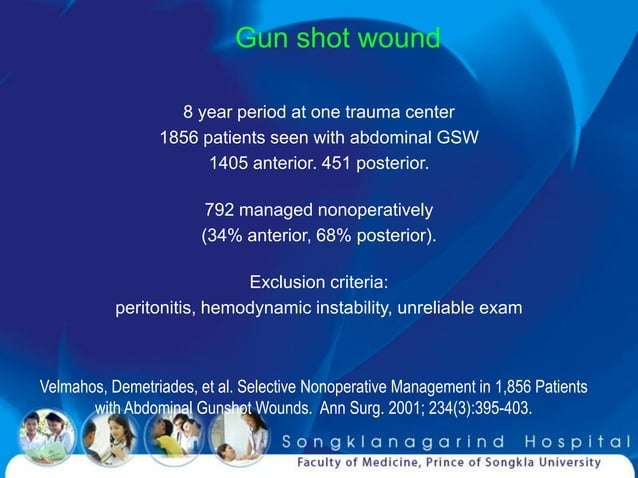 Gun shot wound
8 year period at one trauma center
1856 patients seen with abdominal GSW
1405 anterior. 451 posterior.
792 managed nonoperatively
(34% anterior, 68% posterior).
Exclusion criteria:
peritonitis, hemodynamic instability, unreliable exam
Velmahos, Demetriades, et al. Selective Nonoperative Management in 1,856 Patients
with Abdominal Gunshot Wounds.  Ann Surg. 2001; 234(3):395-403.
Songklanagarind Hospital
Faculty of Medicine, Prince of Songkla University